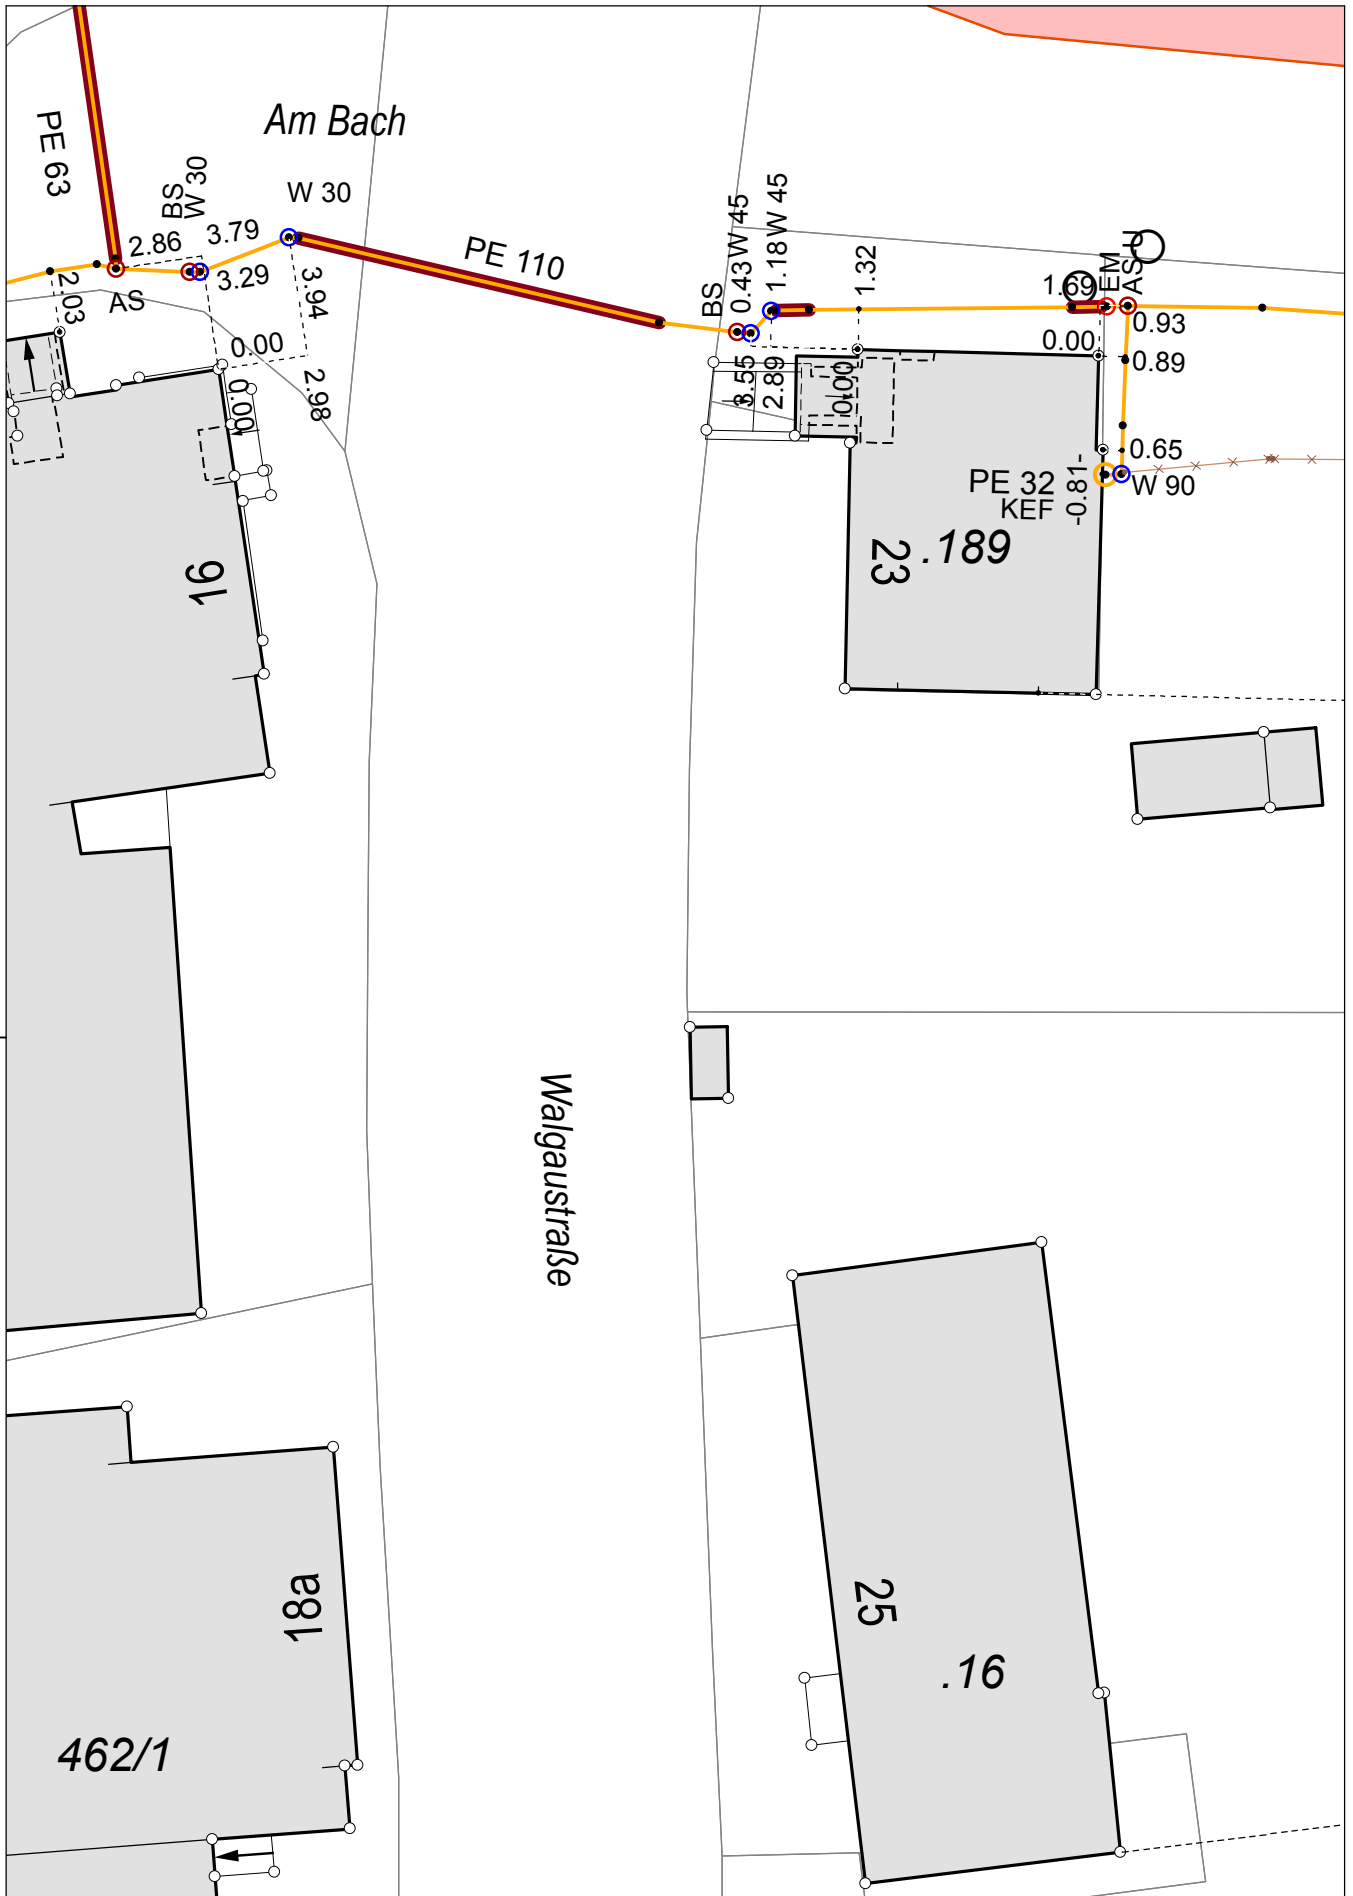 Am Bach
PE 63
BS
W 30
W 30
2.86
3.79
3.29
2.03
AS
3.94
0.00
2.98
0.00
PE 110
BS
0.43 W 45
1.18 W 45
1.32
3.55
2.89
0.00
1.69
EM
AS-U
0.93
0.00
0.89
0.65
PE 32
KEF
-0.81-
W 90
16
23
.189
Walgaustraße
18a
25
.16
462/1